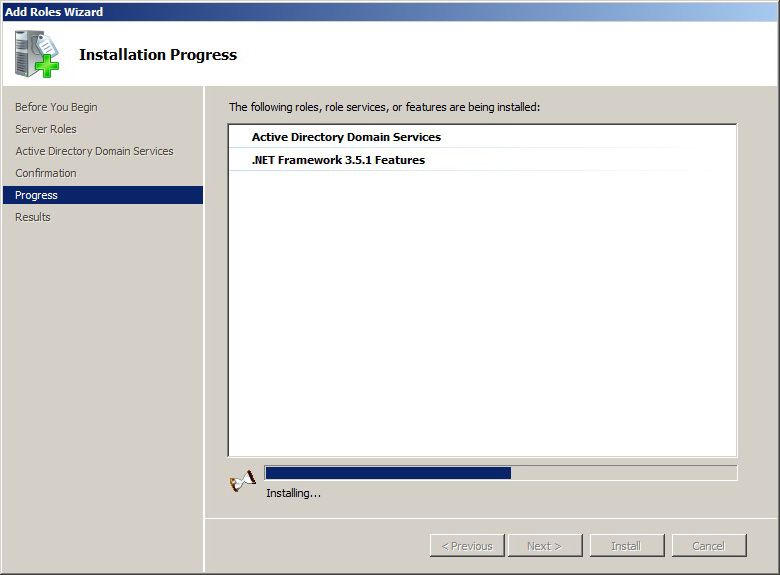 Add Roles Wizard
Installation Progress
Before You Begin
Server Roles
Active Directory Domain Services
Confirmation
Progress
Results
The following roles, role services, or features are being installed:
Active Directory Domain Services
.NET Framework 3.5.1 Features
Installing...
< Previous
Next >
Install
Cancel